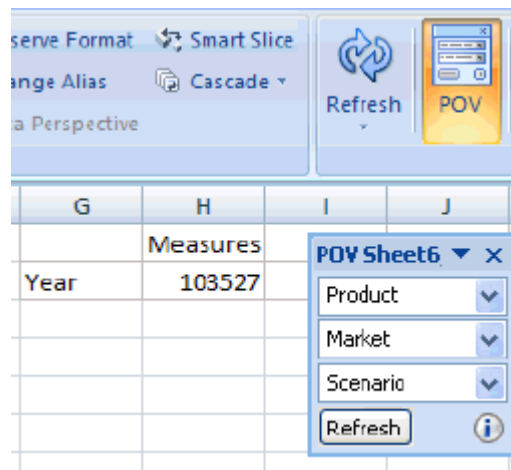 serve Format Smart Slice
ange Alias Cascade
Refresh POV
a Perspective
G H I J
Measures
POV Sheet6
Year 103527
Product
Market
Scenario
Refresh